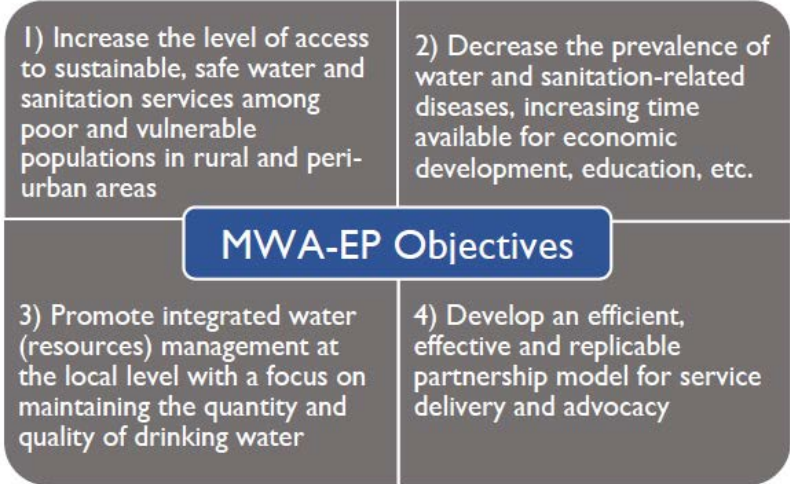 1) Increase the level of access
to sustainable, safe water and
sanitation services among
poor and vulnerable
populations in rural and peri-
urban areas
2) Decrease the prevalence of
water and sanitation-related
diseases, increasing time
available for economic
development, education, etc.
MWA-EP Objectives
3) Promote integrated water
(resources) management at
the local level with a focus on
maintaining the quantity and
quality of drinking water
4) Develop an efficient,
effective and replicable
partnership model for service
delivery and advocacy